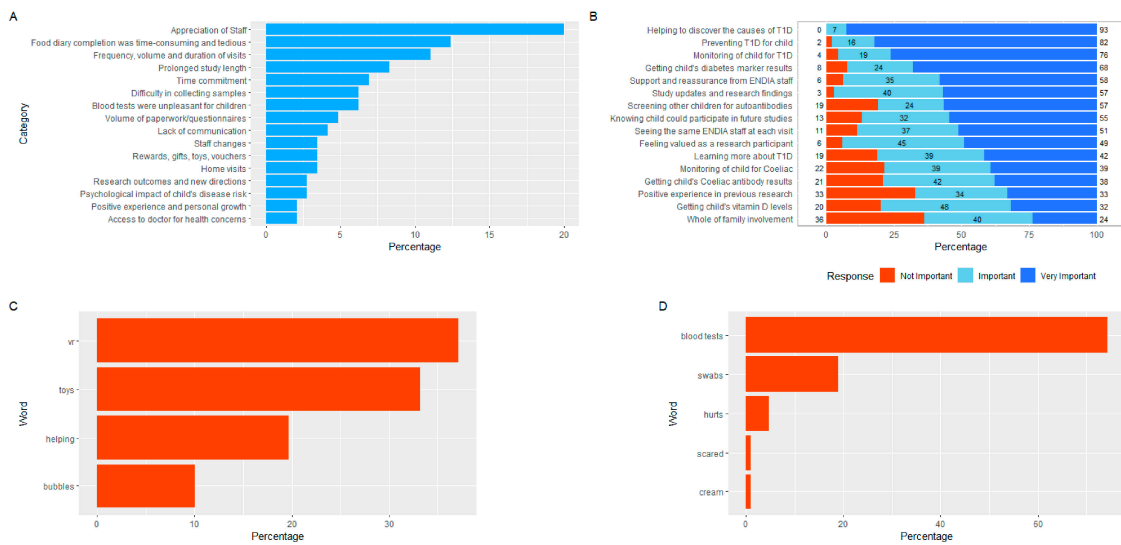 A
Category
Appreciation of Staff
Food diary completion was time-consuming and tedious
Frequency, volume and duration of visits
Prolonged study length
Time commitment
Difficulty in collecting samples
Blood tests were unpleasant for children
Volume of paperwork/questionnaires
Lack of communication
Staff changes
Rewards, gifts, toys, vouchers
Home visits
Research outcomes and new directions
Psychological impact of child's disease risk
Positive experience and personal growth
Access to doctor for health concerns
0 5 10 15 20
Percentage
B
Helping to discover the causes of T1D 0 7 93
Preventing T1D for child 2 16 82
Monitoring of child for T1D 4 19 76
Getting child's diabetes marker results 8 24 68
Support and reassurance from ENDIA staff 6 35 58
Study updates and research findings 3 40 57
Screening other children for autoantibodies 19 24 57
Knowing child could participate in future studies 13 32 55
Seeing the same ENDIA staff at each visit 11 37 51
Feeling valued as a research participant 6 45 49
Learning more about T1D 19 39 42
Monitoring of child for Coeliac 22 39 39
Getting child's Coeliac antibody results 21 42 38
Positive experience in previous research 33 34 33
Getting child's vitamin D levels 20 48 32
Whole of family involvement 36 40 24
0 25 50 75 100
Percentage
Response Not Important Important Very Important
C
Word
vr
toys
helping
bubbles
0 10 20 30
Percentage
D
Word
blood tests
swabs
hurts
scared
cream
0 20 40 60
Percentage